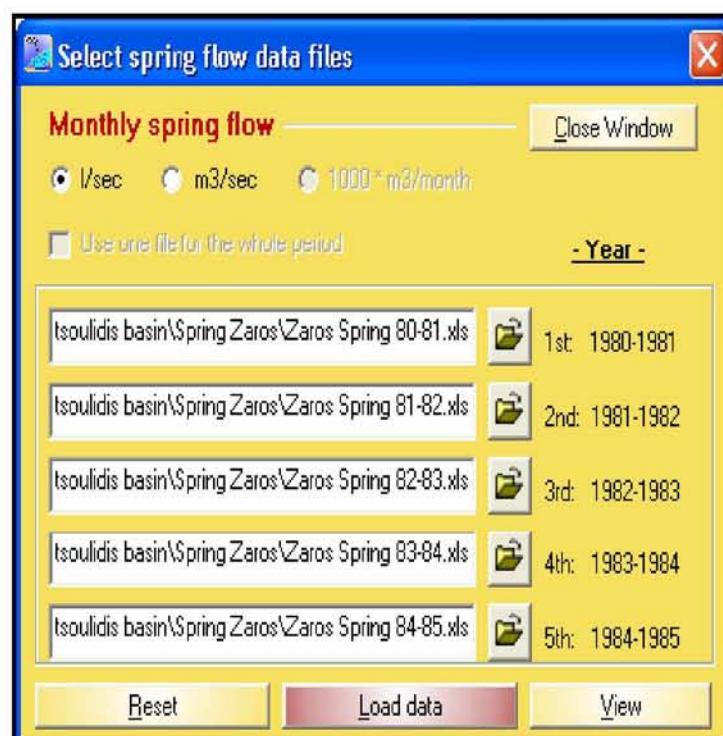 Select spring flow data files
Monthly spring flow
Close Window
l/sec m3/sec 1000 * m3/month
Use one file for the whole period
- Year -
tsoulidis basin\Spring Zaros\Zaros Spring 80-81.xls 1st: 1980-1981
tsoulidis basin\Spring Zaros\Zaros Spring 81-82.xls 2nd: 1981-1982
tsoulidis basin\Spring Zaros\Zaros Spring 82-83.xls 3rd: 1982-1983
tsoulidis basin\Spring Zaros\Zaros Spring 83-84.xls 4th: 1983-1984
tsoulidis basin\Spring Zaros\Zaros Spring 84-85.xls 5th: 1984-1985
Reset Load data View